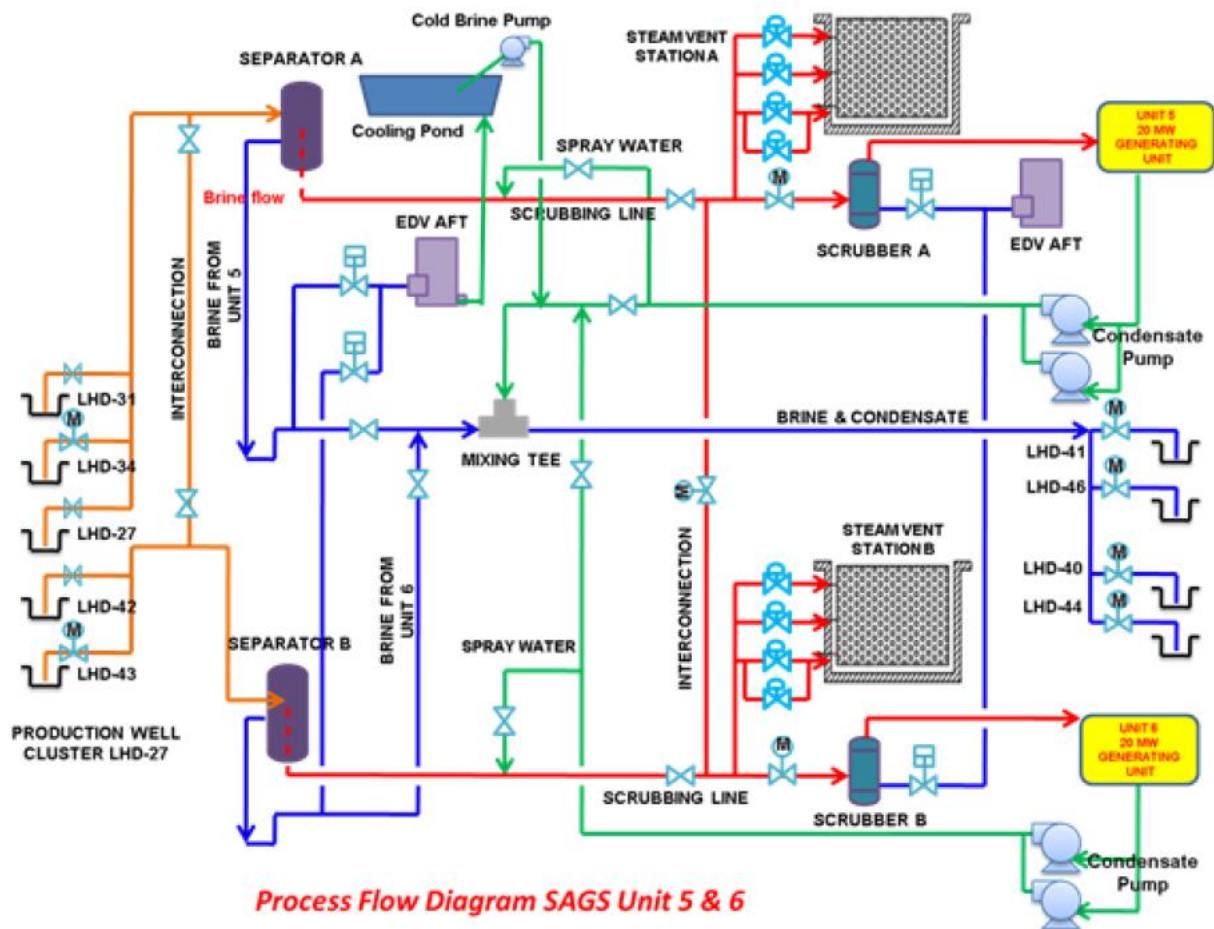 Cold Brine Pump
SEPARATOR A
Cooling Pond
STEAM VENT
STATION A
SPRAY WATER
UNIT 5
20 MW
GENERATING
UNIT
Brine flow
SCRUBBING LINE
M
EDV AFT
SCRUBBER A
EDV AFT
INTERCONNECTION
BRINE FROM
UNIT 5
Condensate
Pump
LHD-31
M
LHD-34
LHD-27
LHD-42
M
LHD-43
MIXING TEE
BRINE & CONDENSATE
M
LHD-41
M
LHD-46
M
LHD-40
M
LHD-44
M
INTERCONNECTION
STEAM VENT
STATION B
BRINE FROM
UNIT 6
SEPARATOR B
SPRAY WATER
PRODUCTION WELL
CLUSTER LHD-27
M
SCRUBBING LINE
SCRUBBER B
UNIT 6
20 MW
GENERATING
UNIT
Condensate
Pump
Process Flow Diagram SAGS Unit 5 & 6